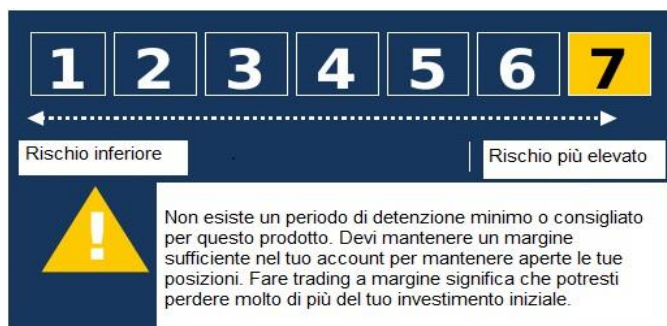 1 2 3 4 5 6 7
Rischio inferiore Rischio più elevato
!
Non esiste un periodo di detenzione minimo o consigliato
per questo prodotto. Devi mantenere un margine
sufficiente nel tuo account per mantenere aperte le tue
posizioni. Fare trading a margine significa che potresti
perdere molto di più del tuo investimento iniziale.